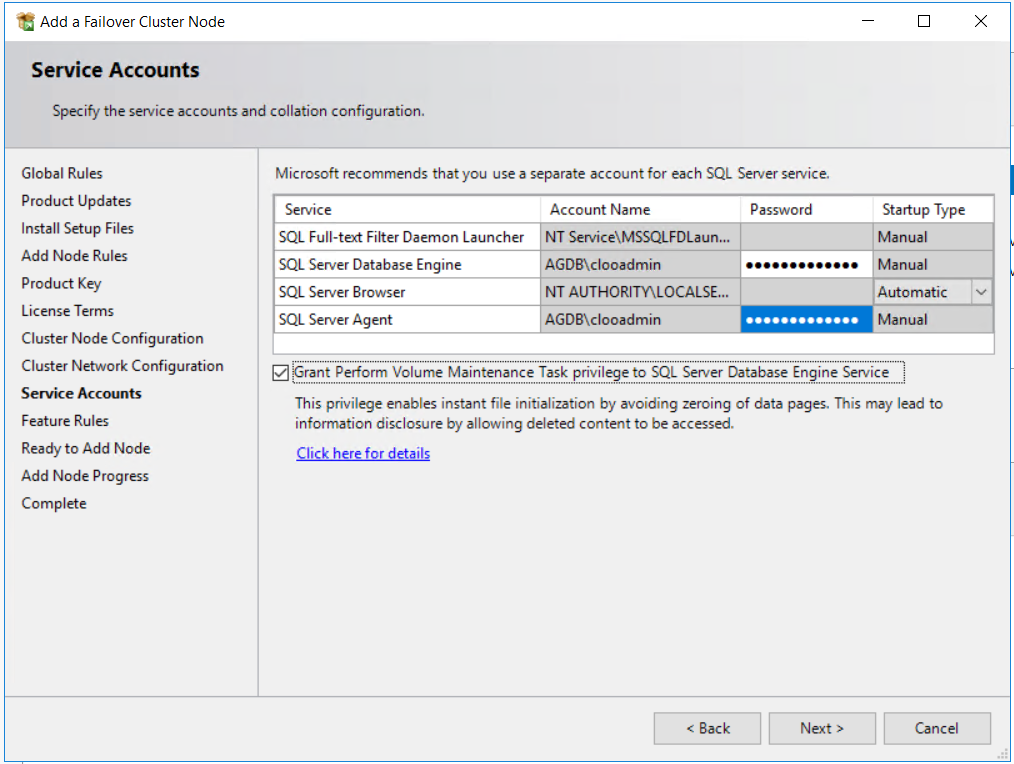 Add a Failover Cluster Node
Service Accounts
Specify the service accounts and collation configuration.
Global Rules
Product Updates
Install Setup Files
Add Node Rules
Product Key
License Terms
Cluster Node Configuration
Cluster Network Configuration
Service Accounts
Feature Rules
Ready to Add Node
Add Node Progress
Complete
Microsoft recommends that you use a separate account for each SQL Server service.
Service Account Name Password Startup Type
SQL Full-text Filter Daemon Launcher NT Service\MSSQLFDLaun... Manual
SQL Server Database Engine AGDB\clooadmin ●●●●●●●●●●●●● Manual
SQL Server Browser NT AUTHORITY\LOCALSE... Automatic
SQL Server Agent AGDB\clooadmin ●●●●●●●●●●●●● Manual
Grant Perform Volume Maintenance Task privilege to SQL Server Database Engine Service
This privilege enables instant file initialization by avoiding zeroing of data pages. This may lead to
information disclosure by allowing deleted content to be accessed.
Click here for details
< Back Next > Cancel